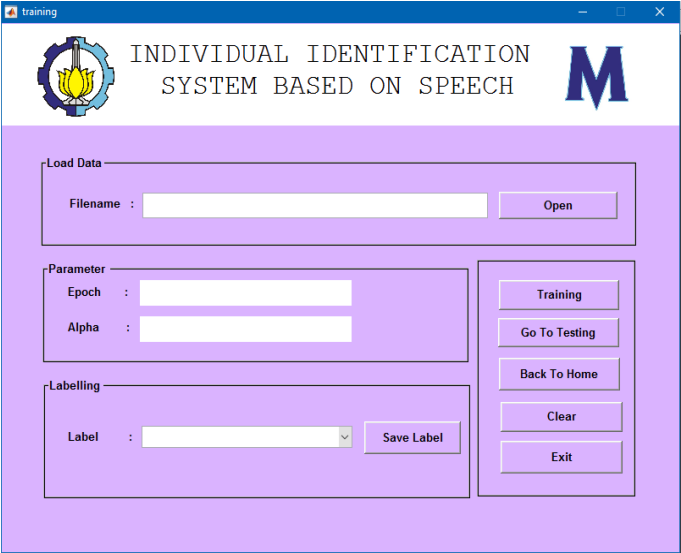 training
INDIVIDUAL IDENTIFICATION
SYSTEM BASED ON SPEECH
M
Load Data
Filename :
Open
Parameter
Epoch :
Alpha :
Labelling
Label :
Save Label
Training
Go To Testing
Back To Home
Clear
Exit